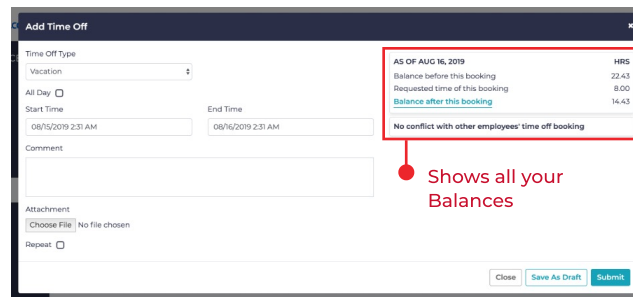 Add Time Off
×
Time Off Type
Vacation
All Day
Start Time End Time
08/15/2019 2:31 AM 08/16/2019 2:31 AM
Comment
Attachment
Choose File No file chosen
Repeat
AS OF AUG 16, 2019 HRS
Balance before this booking 22.43
Requested time of this booking 8.00
Balance after this booking 14.43
No conflict with other employees' time off booking
Shows all your
Balances
Close Save As Draft Submit